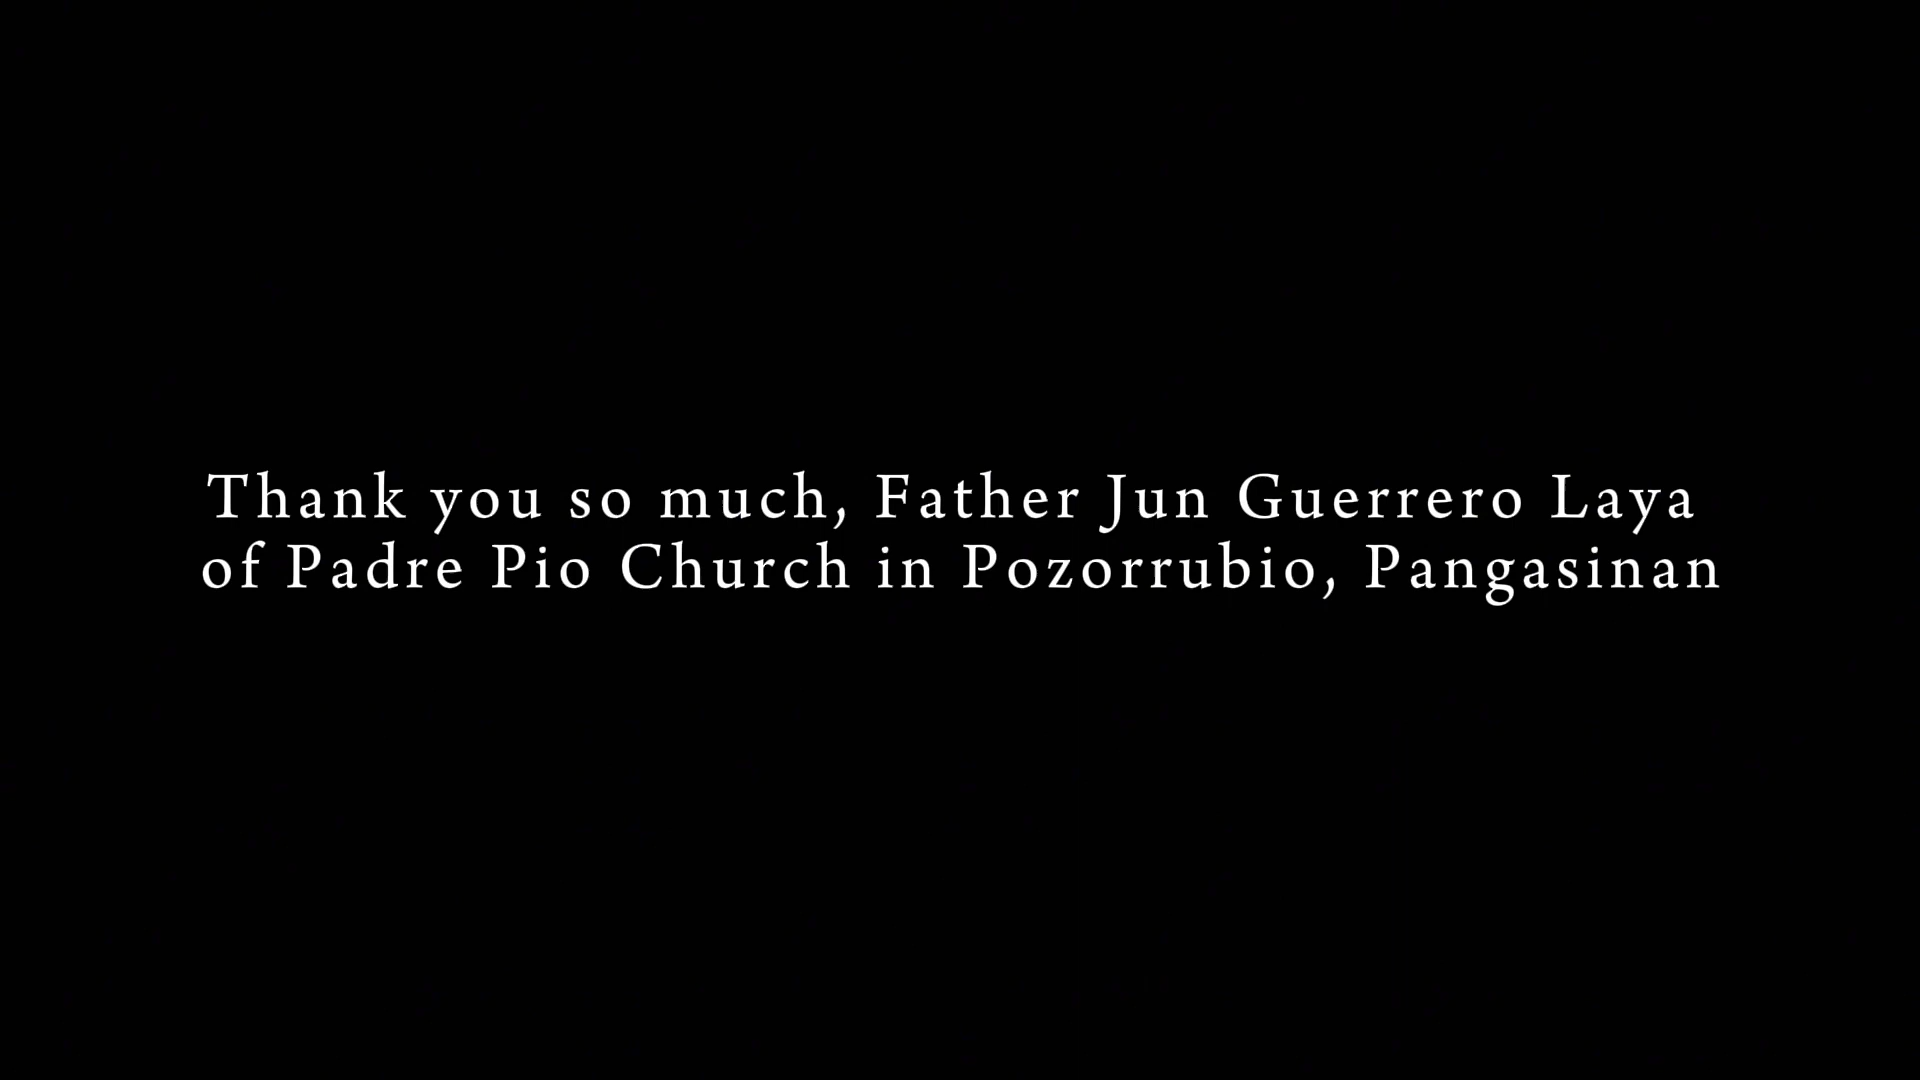 Thank you so much, Father Jun Guerrero Laya
of Padre Pio Church in Pozorrubio, Pangasinan